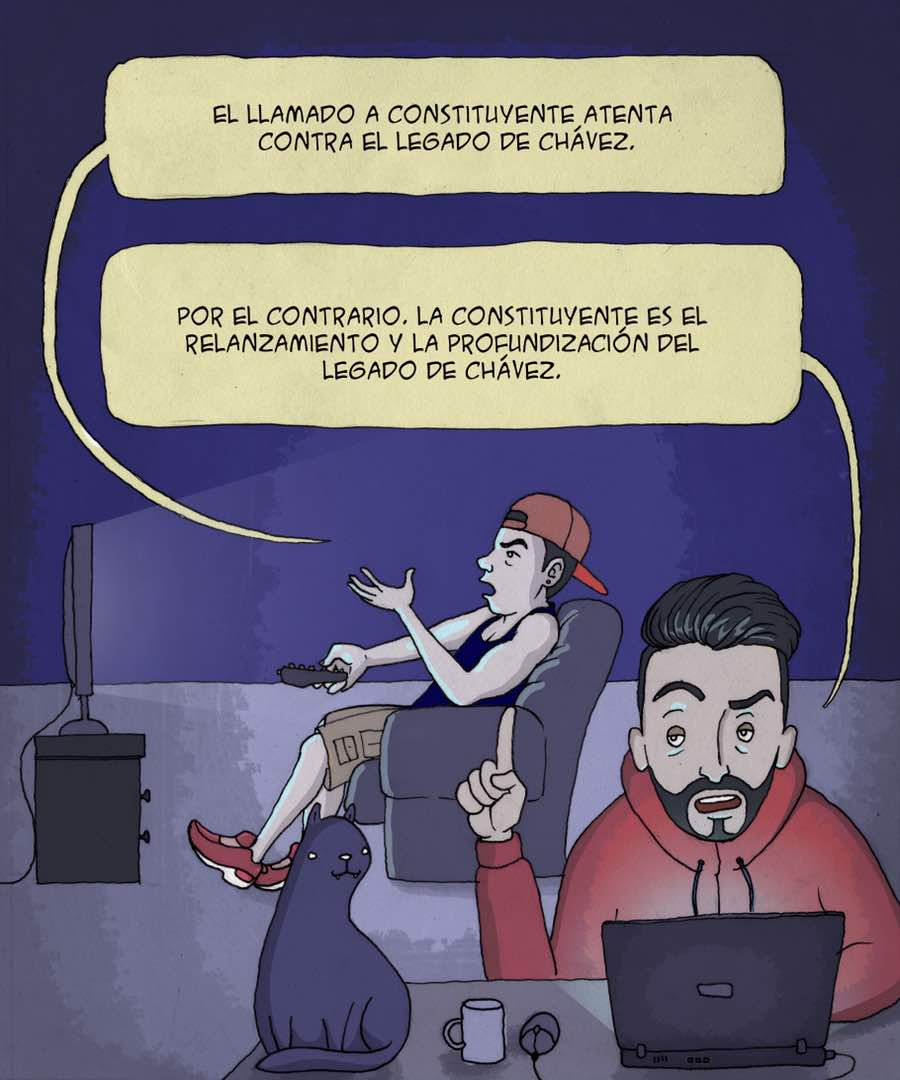 EL LLAMADO A CONSTITUYENTE ATENTA
CONTRA EL LEGADO DE CHÁVEZ.
POR EL CONTRARIO. LA CONSTITUYENTE ES EL
RELANZAMIENTO Y LA PROFUNDIZACIÓN DEL
LEGADO DE CHÁVEZ.